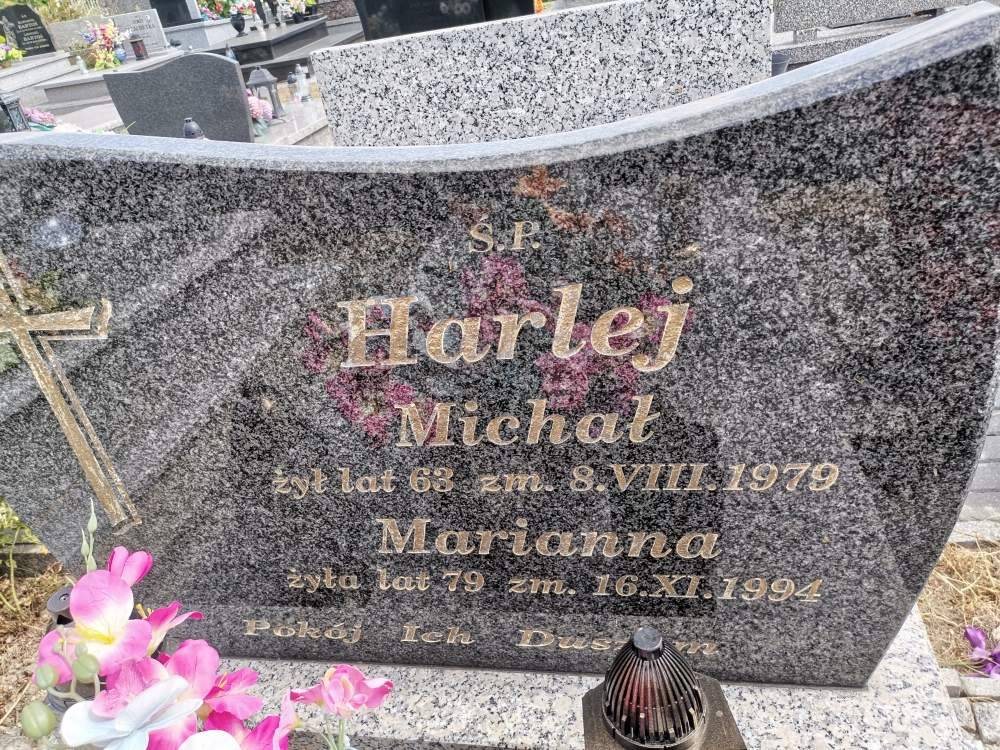 Ś.P.
Harlej
Michał
żył lat 63 zm. 8.VIII.1979
Marianna
żyła lat 79 zm. 16.XI.1994
Pokój Ich Duszom